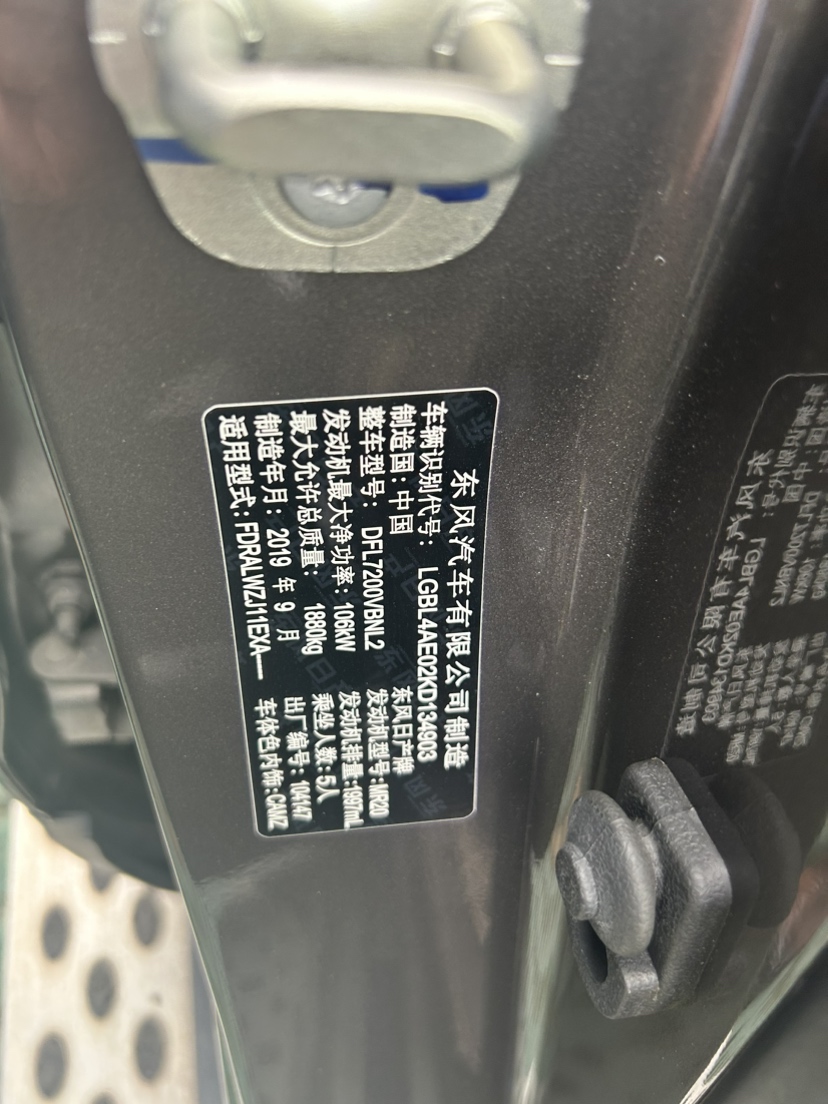 东风汽车有限公司制造
车辆识别代号: LGBL4AE02KD134903
制造国: 中国 东风日产牌
整车型号: DFL7200VBNL2 发动机型号: MR20
发动机最大净功率: 106kW 发动机排量: 1997mL
最大允许总质量: 1880kg 乘坐人数: 5人
制造年月: 2019 年 9 月 出厂编号: 104147
适用型式: FDRALWZJ11EXA---- 车体色内饰: